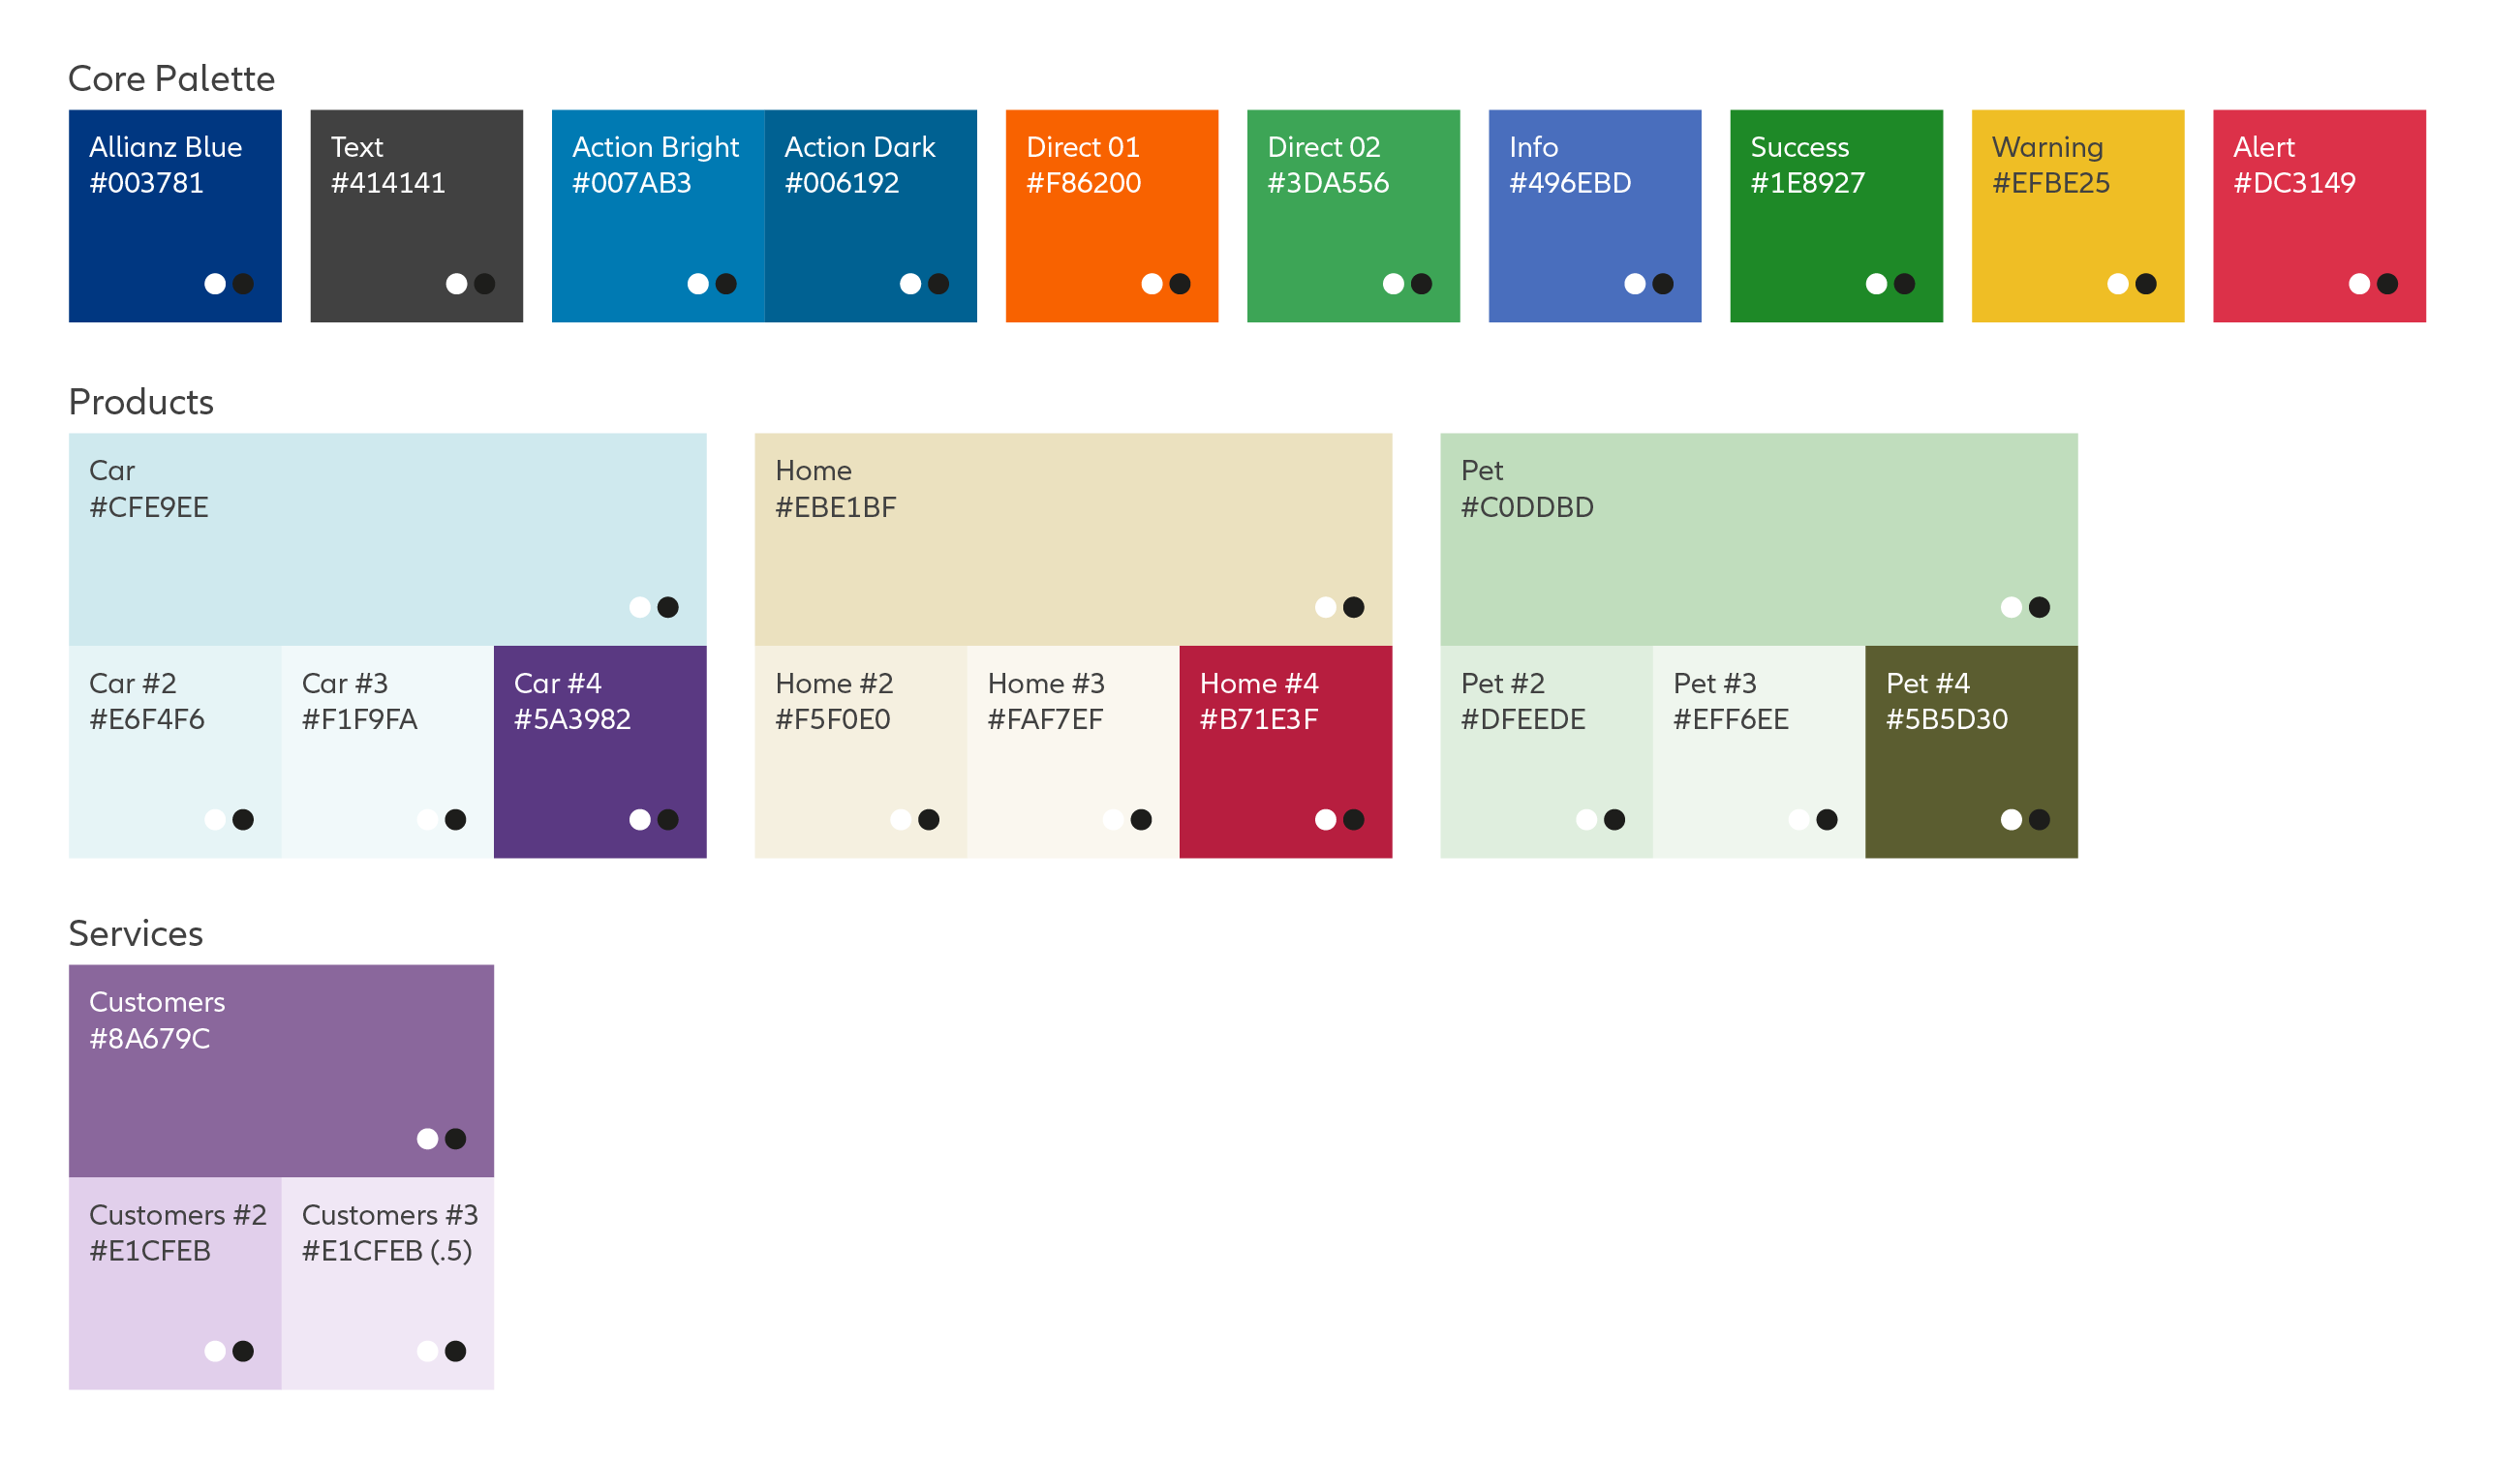 Core Palette
Allianz Blue
#003781
Text
#414141
Action Bright
#007AB3
Action Dark
#006192
Direct 01
#F86200
Direct 02
#3DA556
Info
#496EBD
Success
#1E8927
Warning
#EFBE25
Alert
#DC3149
Products
Car
#CFE9EE
Car #2
#E6F4F6
Car #3
#F1F9FA
Car #4
#5A3982
Home
#EBE1BF
Home #2
#F5F0E0
Home #3
#FAF7EF
Home #4
#B71E3F
Pet
#C0DDBD
Pet #2
#DFEEDE
Pet #3
#EFF6EE
Pet #4
#5B5D30
Services
Customers
#8A679C
Customers #2
#E1CFEB
Customers #3
#E1CFEB (.5)